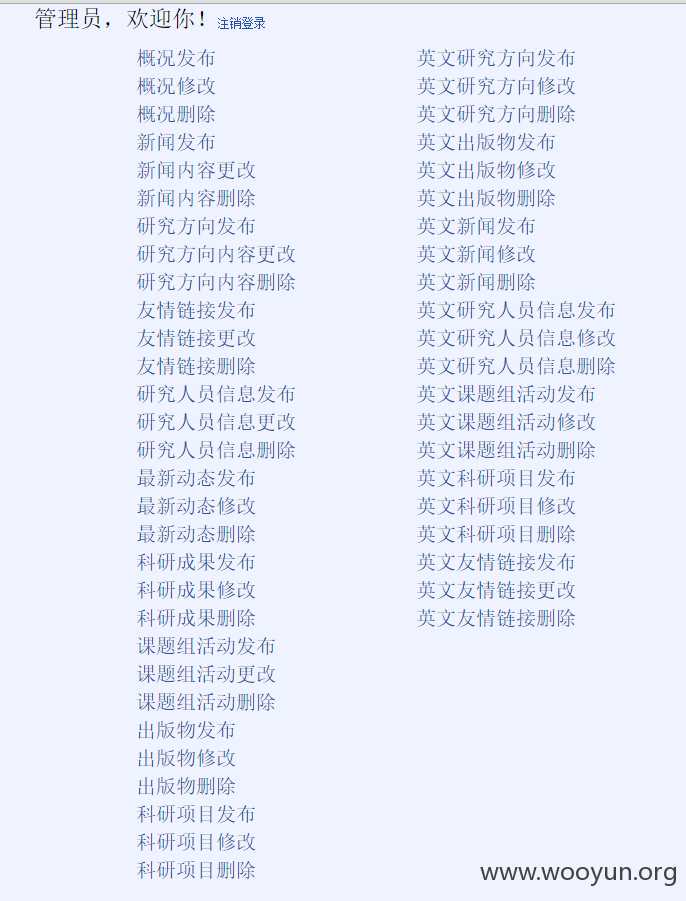 管理员，欢迎你！ 注销登录
概况发布
概况修改
概况删除
新闻发布
新闻内容更改
新闻内容删除
研究方向发布
研究方向内容更改
研究方向内容删除
友情链接发布
友情链接更改
友情链接删除
研究人员信息发布
研究人员信息更改
研究人员信息删除
最新动态发布
最新动态修改
最新动态删除
科研成果发布
科研成果修改
科研成果删除
课题组活动发布
课题组活动更改
课题组活动删除
出版物发布
出版物修改
出版物删除
科研项目发布
科研项目修改
科研项目删除
英文研究方向发布
英文研究方向修改
英文研究方向删除
英文出版物发布
英文出版物修改
英文出版物删除
英文新闻发布
英文新闻修改
英文新闻删除
英文研究人员信息发布
英文研究人员信息修改
英文研究人员信息删除
英文课题组活动发布
英文课题组活动修改
英文课题组活动删除
英文科研项目发布
英文科研项目修改
英文科研项目删除
英文友情链接发布
英文友情链接更改
英文友情链接删除
www.wooyun.org